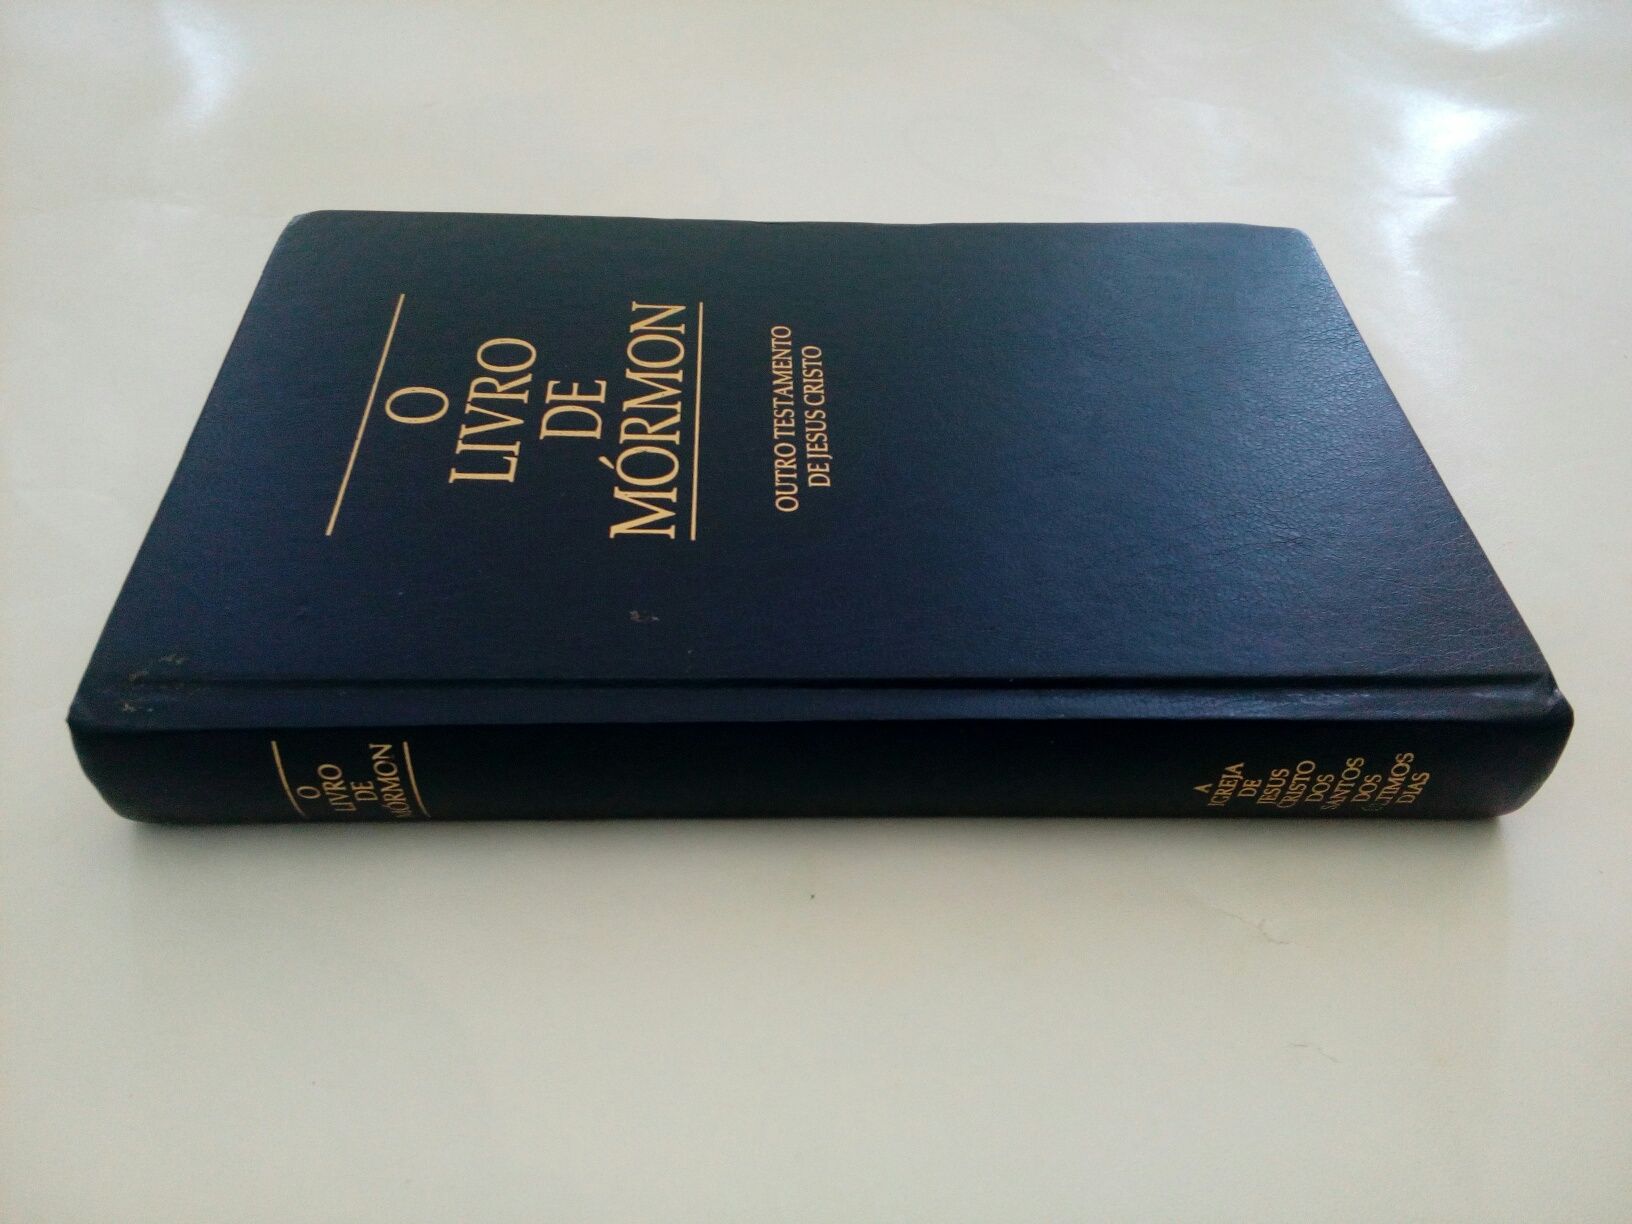 O
LIVRO
DE
MÓRMON
OUTRO TESTAMENTO
DE JESUS CRISTO
O
LIVRO
DE
MÓRMON
A
IGREJA
DE
JESUS
CRISTO
DOS
SANTOS
DOS
ÚLTIMOS
DIAS